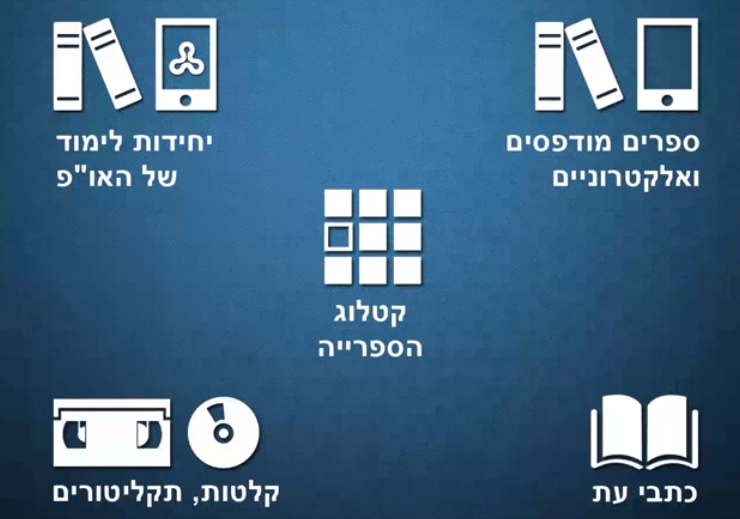 ספרים מודפסים
ואלקטרוניים
יחידות לימוד
של האו"פ
קטלוג
הספרייה
כתבי עת
קלטות, תקליטורים